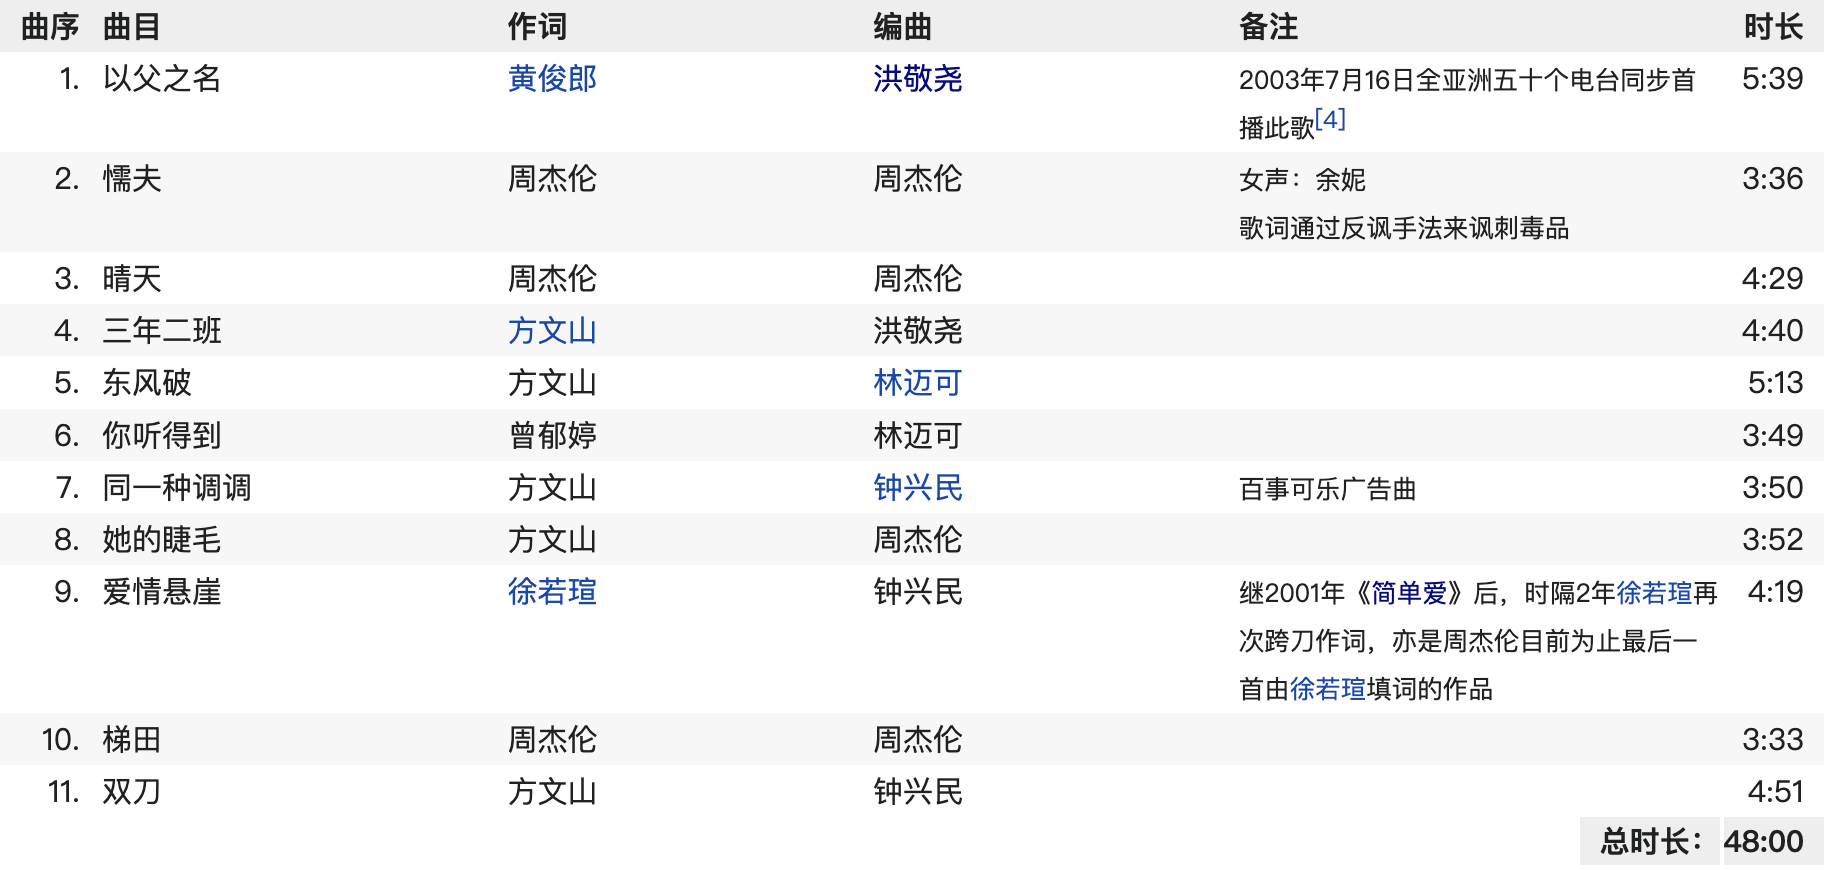 曲序 曲目 作词 编曲 备注 时长
1. 以父之名 黄俊郎 洪敬尧 2003年7月16日全亚洲五十个电台同步首 5:39
播此歌[4]
2. 懦夫 周杰伦 周杰伦 女声：余妮 3:36
歌词通过反讽手法来讽刺毒品
3. 晴天 周杰伦 周杰伦 4:29
4. 三年二班 方文山 洪敬尧 4:40
5. 东风破 方文山 林迈可 5:13
6. 你听得到 曾郁婷 林迈可 3:49
7. 同一种调调 方文山 钟兴民 百事可乐广告曲 3:50
8. 她的睫毛 方文山 周杰伦 3:52
9. 爱情悬崖 徐若瑄 钟兴民 继2001年《简单爱》后，时隔2年徐若瑄再 4:19
次跨刀作词，亦是周杰伦目前为止最后一
首由徐若瑄填词的作品
10. 梯田 周杰伦 周杰伦 3:33
11. 双刀 方文山 钟兴民 4:51
总时长： 48:00